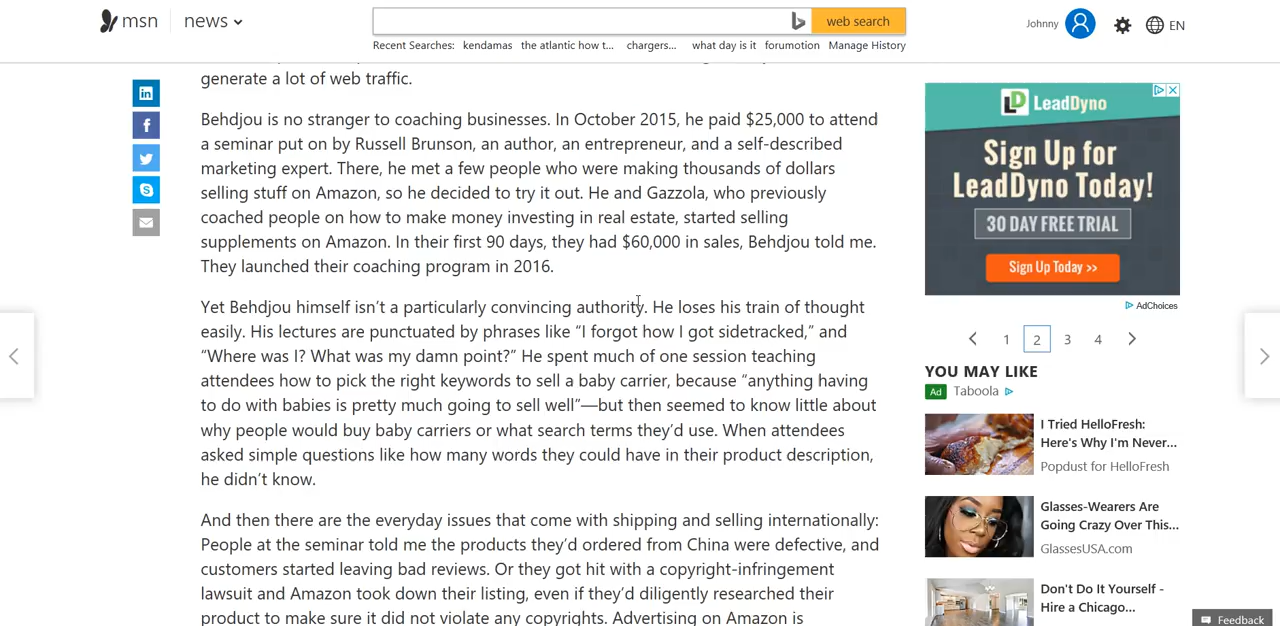 msn
news
web search
Johnny
EN
Recent Searches: kendamas the atlantic how t... chargers... what day is it forumotion Manage History
generate a lot of web traffic.
Behdjou is no stranger to coaching businesses. In October 2015, he paid $25,000 to attend
a seminar put on by Russell Brunson, an author, an entrepreneur, and a self-described
marketing expert. There, he met a few people who were making thousands of dollars
selling stuff on Amazon, so he decided to try it out. He and Gazzola, who previously
coached people on how to make money investing in real estate, started selling
supplements on Amazon. In their first 90 days, they had $60,000 in sales, Behdjou told me.
They launched their coaching program in 2016.
Yet Behdjou himself isn’t a particularly convincing authority. He loses his train of thought
easily. His lectures are punctuated by phrases like “I forgot how I got sidetracked,” and
“Where was I? What was my damn point?” He spent much of one session teaching
attendees how to pick the right keywords to sell a baby carrier, because “anything having
to do with babies is pretty much going to sell well”—but then seemed to know little about
why people would buy baby carriers or what search terms they’d use. When attendees
asked simple questions like how many words they could have in their product description,
he didn’t know.
And then there are the everyday issues that come with shipping and selling internationally:
People at the seminar told me the products they’d ordered from China were defective, and
customers started leaving bad reviews. Or they got hit with a copyright-infringement
lawsuit and Amazon took down their listing, even if they’d diligently researched their
product to make sure it did not violate any copyrights. Advertising on Amazon is
LeadDyno
Sign Up for
LeadDyno Today!
30 DAY FREE TRIAL
Sign Up Today >>
AdChoices
1 2 3 4
YOU MAY LIKE
Ad Taboola
I Tried HelloFresh:
Here's Why I'm Never...
Popdust for HelloFresh
Glasses-Wearers Are
Going Crazy Over This...
GlassesUSA.com
Don't Do It Yourself -
Hire a Chicago...
Feedback